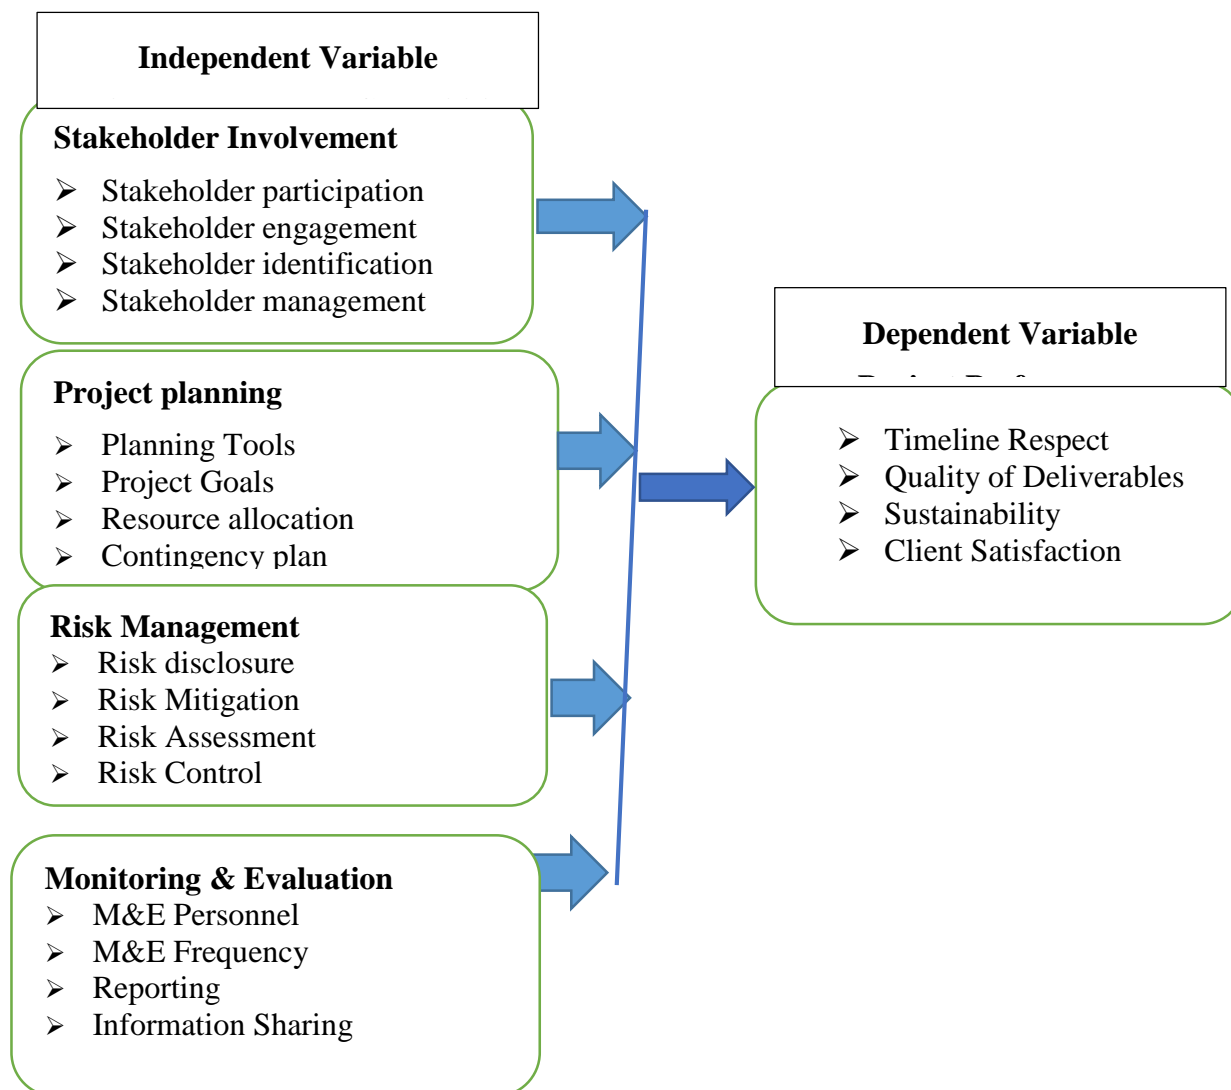 Independent Variable
Stakeholder Involvement
➢ Stakeholder participation
➢ Stakeholder engagement
➢ Stakeholder identification
➢ Stakeholder management
Project planning
➢ Planning Tools
➢ Project Goals
➢ Resource allocation
➢ Contingency plan
Risk Management
➢ Risk disclosure
➢ Risk Mitigation
➢ Risk Assessment
➢ Risk Control
Monitoring & Evaluation
➢ M&E Personnel
➢ M&E Frequency
➢ Reporting
➢ Information Sharing
Dependent Variable
➢ Timeline Respect
➢ Quality of Deliverables
➢ Sustainability
➢ Client Satisfaction